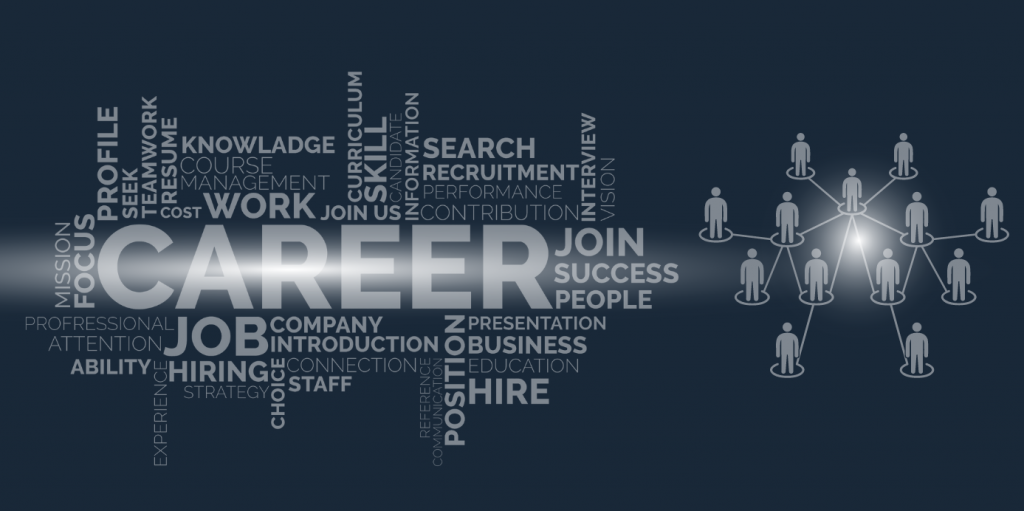 PROFILE
SEEK
TEAMWORK
RESUME
KNOWLADGE
COURSE
MANAGEMENT
COST
WORK
JOIN US
CURRICULUM
SKILL
CANDIDATE
INFORMATION
SEARCH
RECRUITMENT
PERFORMANCE
CONTRIBUTION
INTERVIEW
VISION
MISSION
FOCUS
CAREER
JOIN
SUCCESS
PEOPLE
PROFRESSIONAL
ATTENTION
ABILITY
JOB
COMPANY
INTRODUCTION
HIRING
STRATEGY
EXPERIENCE
CHOICE
CONNECTION
STAFF
REFERENCE
COMMUNICATION
POSITION
PRESENTATION
BUSINESS
EDUCATION
HIRE